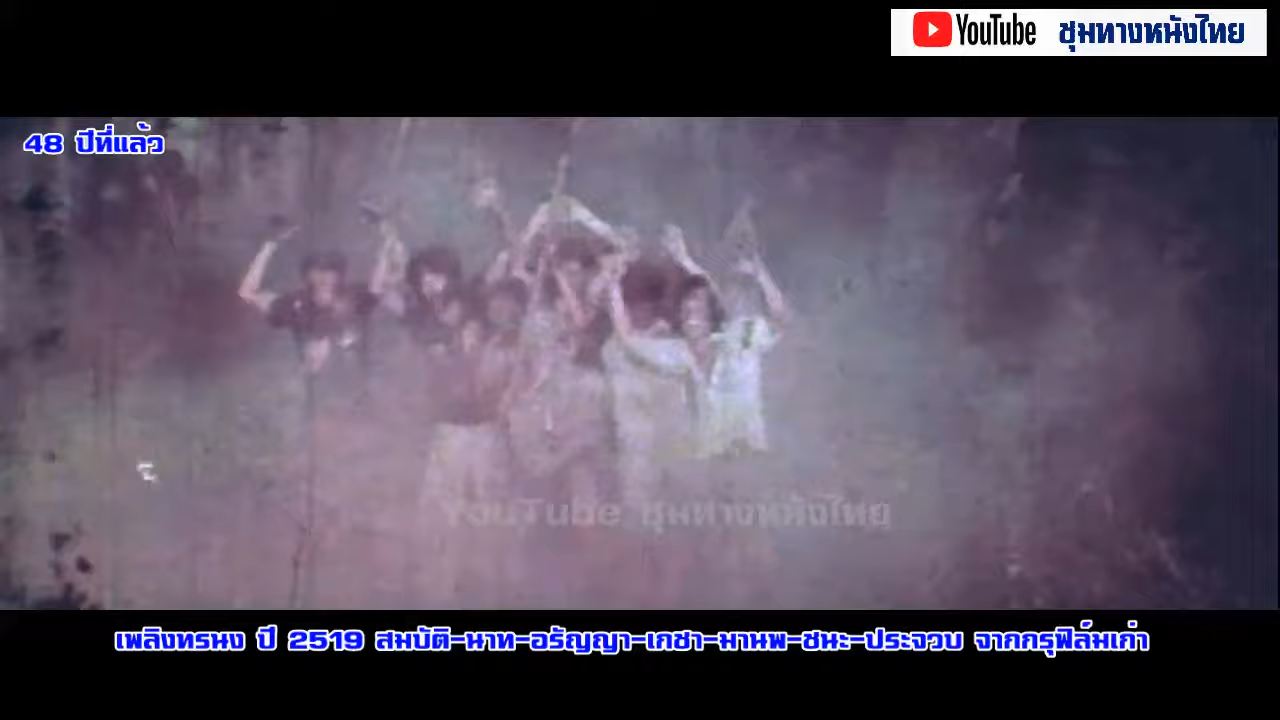 YouTube ชุมทางหนังไทย
48 ปีที่แล้ว
YouTube ชุมทางหนังไทย
เพลิงทรนง ปี 2519 สมบัติ-นาท-อรัญญา-เกชา-มานพ-ชนะ-ประจวบ จากกรุฟิล์มเก่า